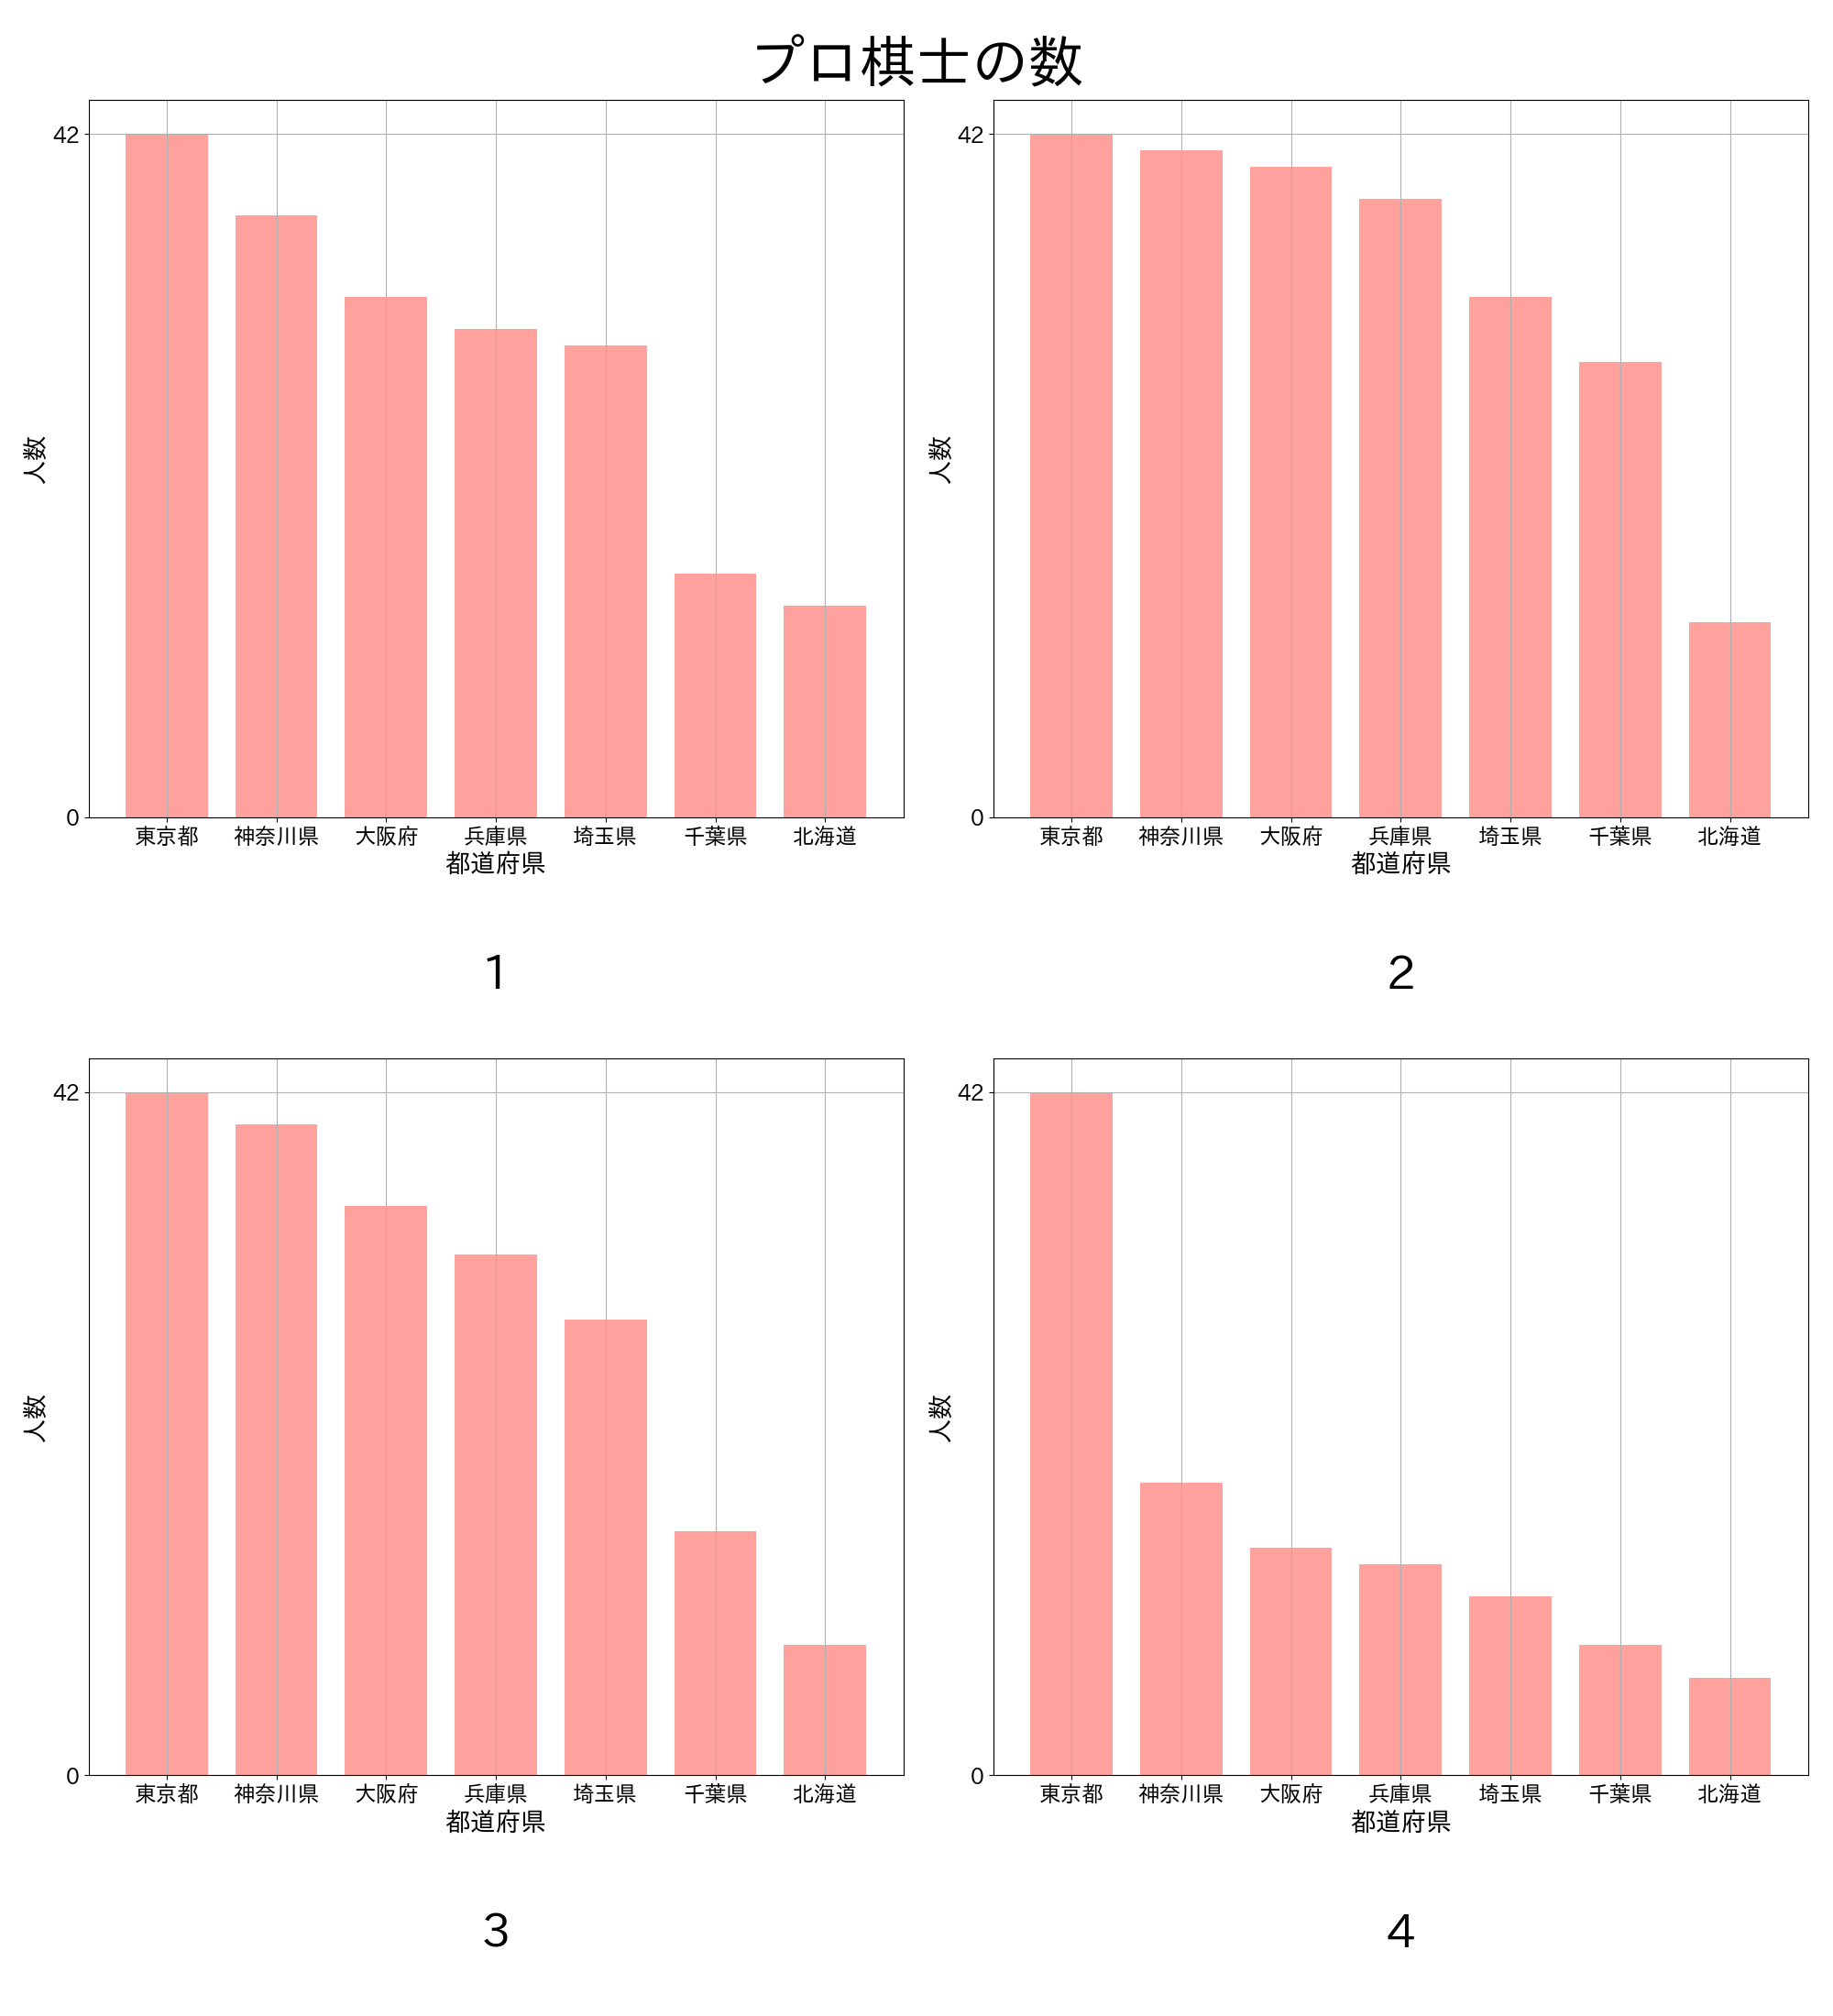 プロ棋士の数
42
0
人数
東京都 神奈川県 大阪府 兵庫県 埼玉県 千葉県 北海道
都道府県
1
42
0
人数
東京都 神奈川県 大阪府 兵庫県 埼玉県 千葉県 北海道
都道府県
2
42
0
人数
東京都 神奈川県 大阪府 兵庫県 埼玉県 千葉県 北海道
都道府県
3
42
0
人数
東京都 神奈川県 大阪府 兵庫県 埼玉県 千葉県 北海道
都道府県
4